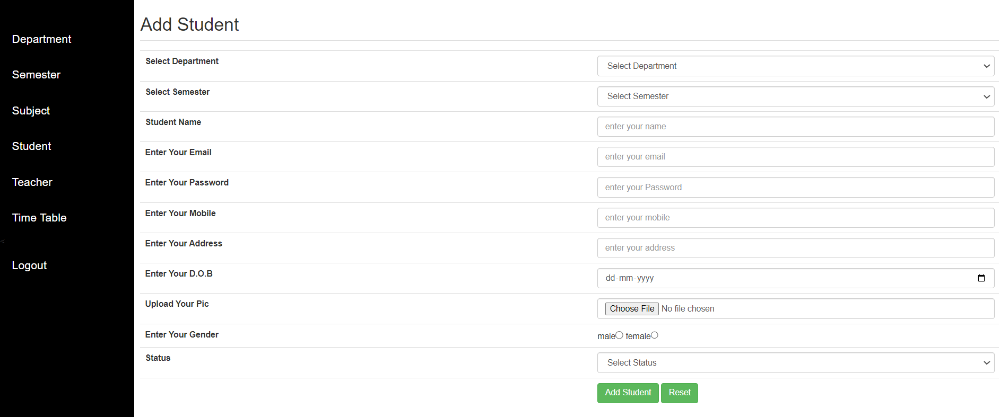 Department
Semester
Subject
Student
Teacher
Time Table
<
Logout
Add Student
Select Department Select Department
Select Semester Select Semester
Student Name enter your name
Enter Your Email enter your email
Enter Your Password enter your Password
Enter Your Mobile enter your mobile
Enter Your Address enter your address
Enter Your D.O.B dd-mm-yyyy
Upload Your Pic Choose File No file chosen
Enter Your Gender male female
Status Select Status
Add Student Reset